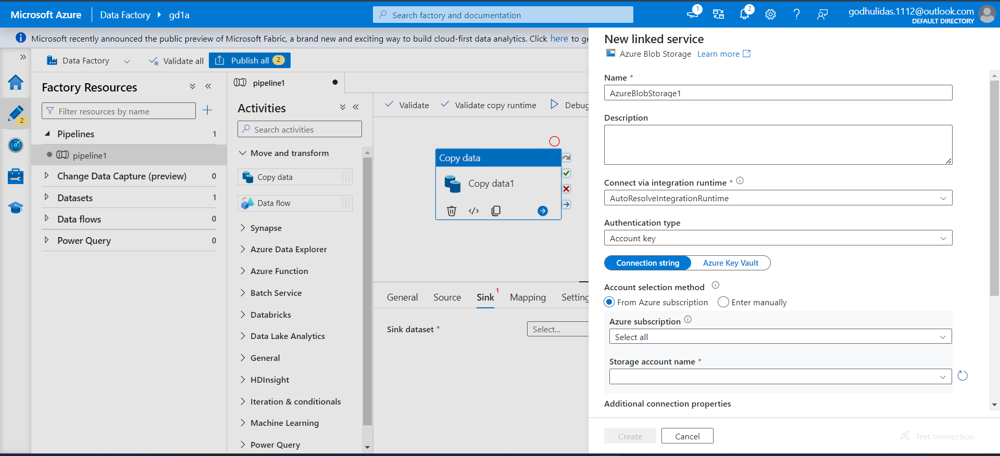 Microsoft Azure
Data Factory
gd1a
Search factory and documentation
1
2
godhulidas.1112@outlook.com
DEFAULT DIRECTORY
Microsoft recently announced the public preview of Microsoft Fabric, a brand new and exciting way to build cloud-first data analytics. Click here to ge
Data Factory
Validate all
Publish all 2
Factory Resources
Filter resources by name
2
Pipelines 1
pipeline1
Change Data Capture (preview) 0
Datasets 1
Data flows 0
Power Query 0
pipeline1
Activities
Search activities
Move and transform
Copy data
Data flow
Synapse
Azure Data Explorer
Azure Function
Batch Service
Databricks
Data Lake Analytics
General
HDInsight
Iteration & conditionals
Machine Learning
Power Query
Validate
Validate copy runtime
Debug
Copy data
Copy data1
General
Source
Sink 1
Mapping
Setting
Sink dataset *
Select...
New linked service
Azure Blob Storage Learn more
Name *
AzureBlobStorage1
Description
Connect via integration runtime *
AutoResolveIntegrationRuntime
Authentication type
Account key
Connection string
Azure Key Vault
Account selection method
From Azure subscription
Enter manually
Azure subscription
Select all
Storage account name *
Additional connection properties
Create
Cancel
Test connection